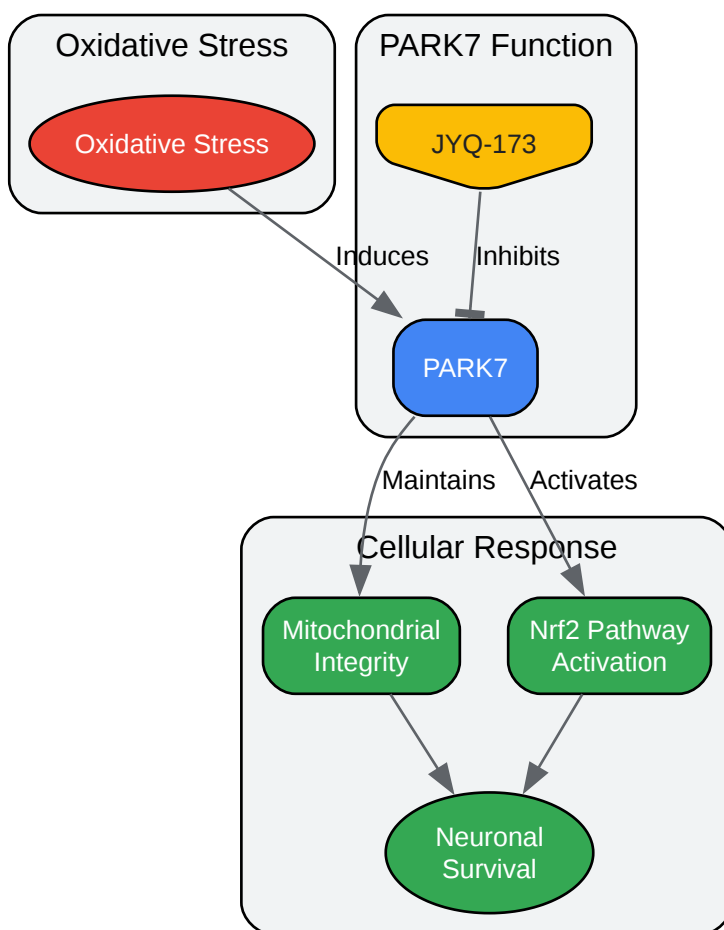 Oxidative Stress
PARK7 Function
Oxidative Stress
JYQ-173
Induces
Inhibits
PARK7
Maintains
Activates
Cellular Response
Mitochondrial
Integrity
Nrf2 Pathway
Activation
Neuronal
Survival